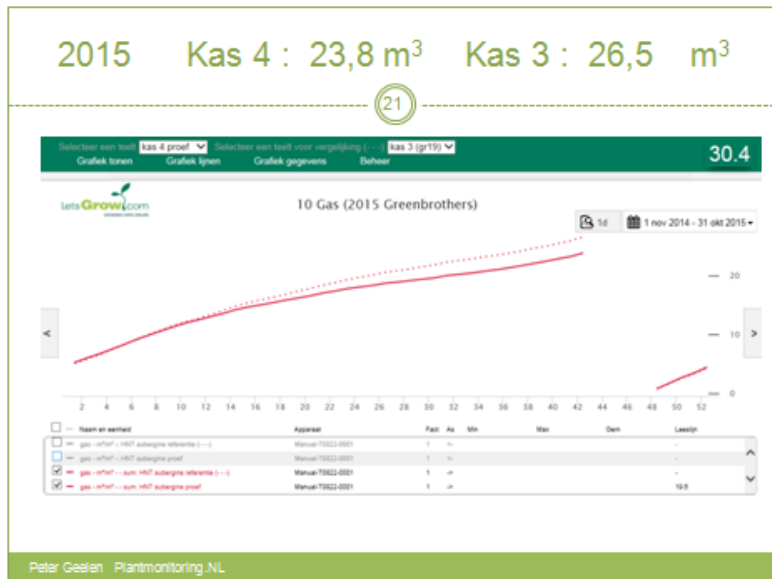 2015 Kas 4 : 23,8 m³ Kas 3 : 26,5 m³
21
Selecteer een teelt kas 4 proef Selecteer een teelt voor vergelijking (- - -) kas 3 (gr19)
30.4
Grafiek tonen Grafiek lijnen Grafiek gegevens Beheer
LetsGrow.com
10 Gas (2015 Greenbrothers)
1d 1 nov 2014 - 31 okt 2015
20
10
0
< >
2 4 6 8 10 12 14 16 18 20 22 24 26 28 30 32 34 36 38 40 42 44 46 48 50 52
Naam en eenheid Apparaat Fact As Min Max Gem Leeslijn
gas - m³/m² -: HNT aubergine referentie (- - -) Manual-T0922-0001 1 -
gas - m³/m² -: HNT aubergine proef Manual-T0922-0001 1 -
gas - m³/m² - - sum: HNT aubergine referentie (- - -) Manual-T0922-0001 1 -> -
gas - m³/m² - - sum: HNT aubergine proef Manual-T0922-0001 1 -> 19.5
Peter Geelen Plantmonitoring.NL